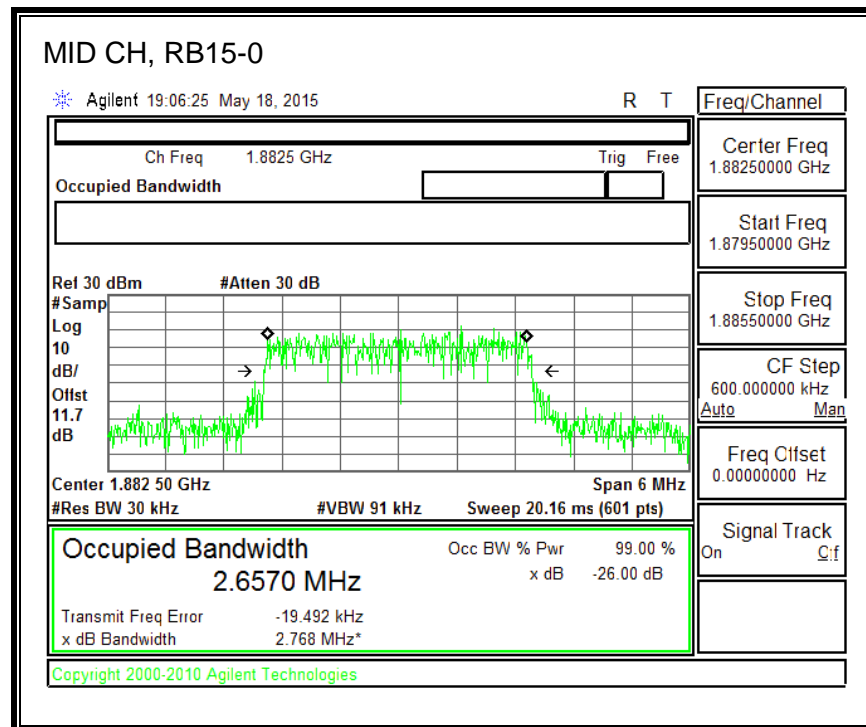 MID CH, RB15-0
Agilent 19:06:25 May 18, 2015 R T
Ch Freq 1.8825 GHz Trig Free
Occupied Bandwidth
Ref 30 dBm #Atten 30 dB
#Samp
Log
10
dB/
Offst
11.7
dB
Center 1.882 50 GHz Span 6 MHz
#Res BW 30 kHz #VBW 91 kHz Sweep 20.16 ms (601 pts)
Occupied Bandwidth
2.6570 MHz
Occ BW % Pwr 99.00 %
x dB -26.00 dB
Transmit Freq Error -19.492 kHz
x dB Bandwidth 2.768 MHz*
Copyright 2000-2010 Agilent Technologies
Freq/Channel
Center Freq
1.88250000 GHz
Start Freq
1.87950000 GHz
Stop Freq
1.88550000 GHz
CF Step
600.000000 kHz
Auto Man
Freq Offset
0.00000000 Hz
Signal Track
On Off